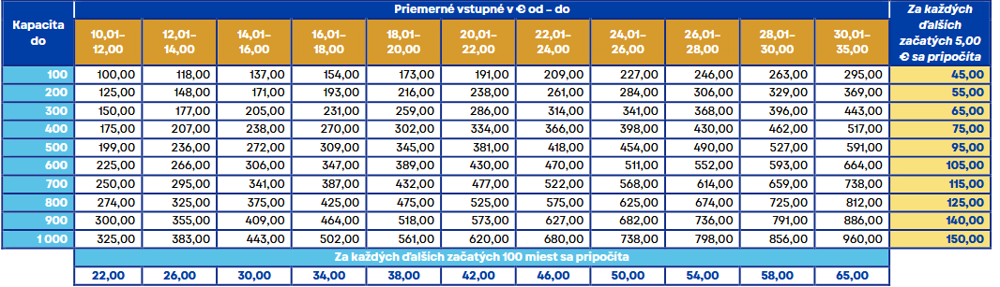 Kapacita do
Priemerné vstupné v € od – do
Za každých ďalších začatých 5,00 € sa pripočíta
10,01–12,00 12,01–14,00 14,01–16,00 16,01–18,00 18,01–20,00 20,01–22,00 22,01–24,00 24,01–26,00 26,01–28,00 28,01–30,00 30,01–35,00
100 100,00 118,00 137,00 154,00 173,00 191,00 209,00 227,00 246,00 263,00 295,00 45,00
200 125,00 148,00 171,00 193,00 216,00 238,00 261,00 284,00 306,00 329,00 369,00 55,00
300 150,00 177,00 205,00 231,00 259,00 286,00 314,00 341,00 368,00 396,00 443,00 65,00
400 175,00 207,00 238,00 270,00 302,00 334,00 366,00 398,00 430,00 462,00 517,00 75,00
500 199,00 236,00 272,00 309,00 345,00 381,00 418,00 454,00 490,00 527,00 591,00 95,00
600 225,00 266,00 306,00 347,00 389,00 430,00 470,00 511,00 552,00 593,00 664,00 105,00
700 250,00 295,00 341,00 387,00 432,00 477,00 522,00 568,00 614,00 659,00 738,00 115,00
800 274,00 325,00 375,00 425,00 475,00 525,00 575,00 625,00 674,00 725,00 812,00 125,00
900 300,00 355,00 409,00 464,00 518,00 573,00 627,00 682,00 736,00 791,00 886,00 140,00
1 000 325,00 383,00 443,00 502,00 561,00 620,00 680,00 738,00 798,00 856,00 960,00 150,00
Za každých ďalších začatých 100 miest sa pripočíta
22,00 26,00 30,00 34,00 38,00 42,00 46,00 50,00 54,00 58,00 65,00